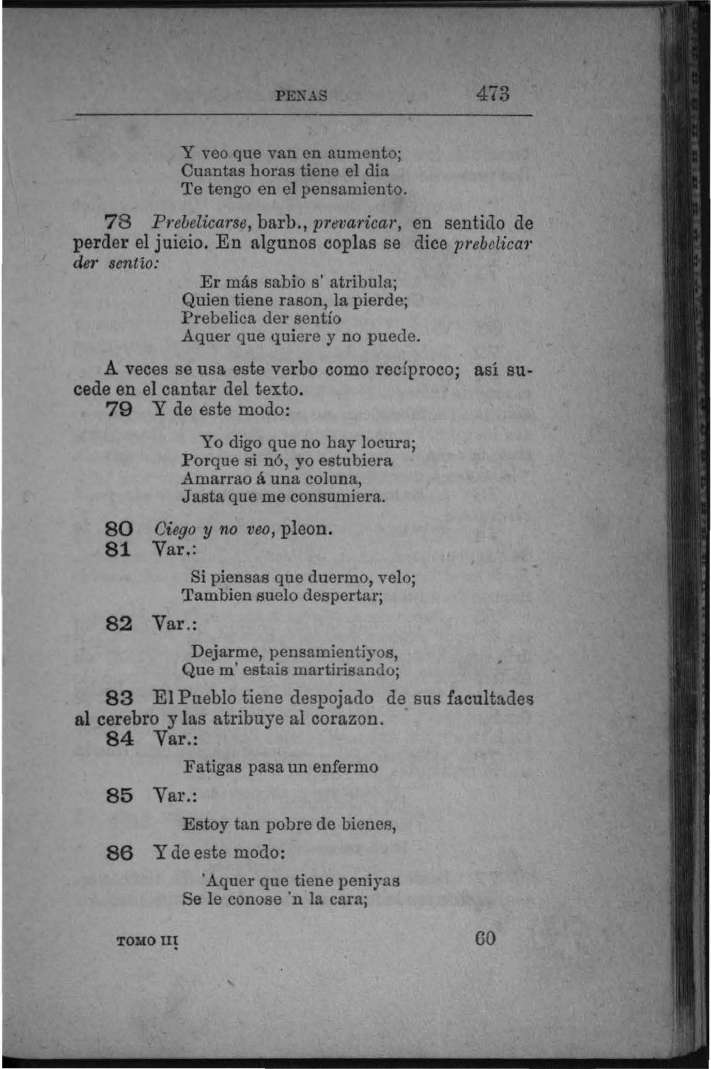 PENAS 473
Y veo que van en aumento;
Cuantas horas tiene el dia
Te tengo en el pensamiento.
78 Prebelicarse, barb., prevaricar, en sentido de
perder el juicio. En algunos coplas se dice prebelicar
der sentio:
Er más sabio s' atribula;
Quien tiene rason, la pierde;
Prebelica der sentío
Aquer que quiere y no puede.
A veces se usa este verbo como recíproco; así su-
cede en el cantar del texto.
79 Y de este modo:
Yo digo que no hay locura;
Porque si nó, yo estubiera
Amarrao á una coluna,
Jasta que me consumiera.
80 Ciego y no veo, pleon.
81 Var.:
Si piensas que duermo, velo;
Tambien suelo despertar;
82 Var.:
Dejarme, pensamientiyos,
Que m' estais martirisando;
83 El Pueblo tiene despojado de sus facultades
al cerebro y las atribuye al corazon.
84 Var.:
Fatigas pasa un enfermo
85 Var.:
Estoy tan pobre de bienes,
86 Y de este modo:
'Aquer que tiene peniyas
Se le conose 'n la cara;
TOMO III 60